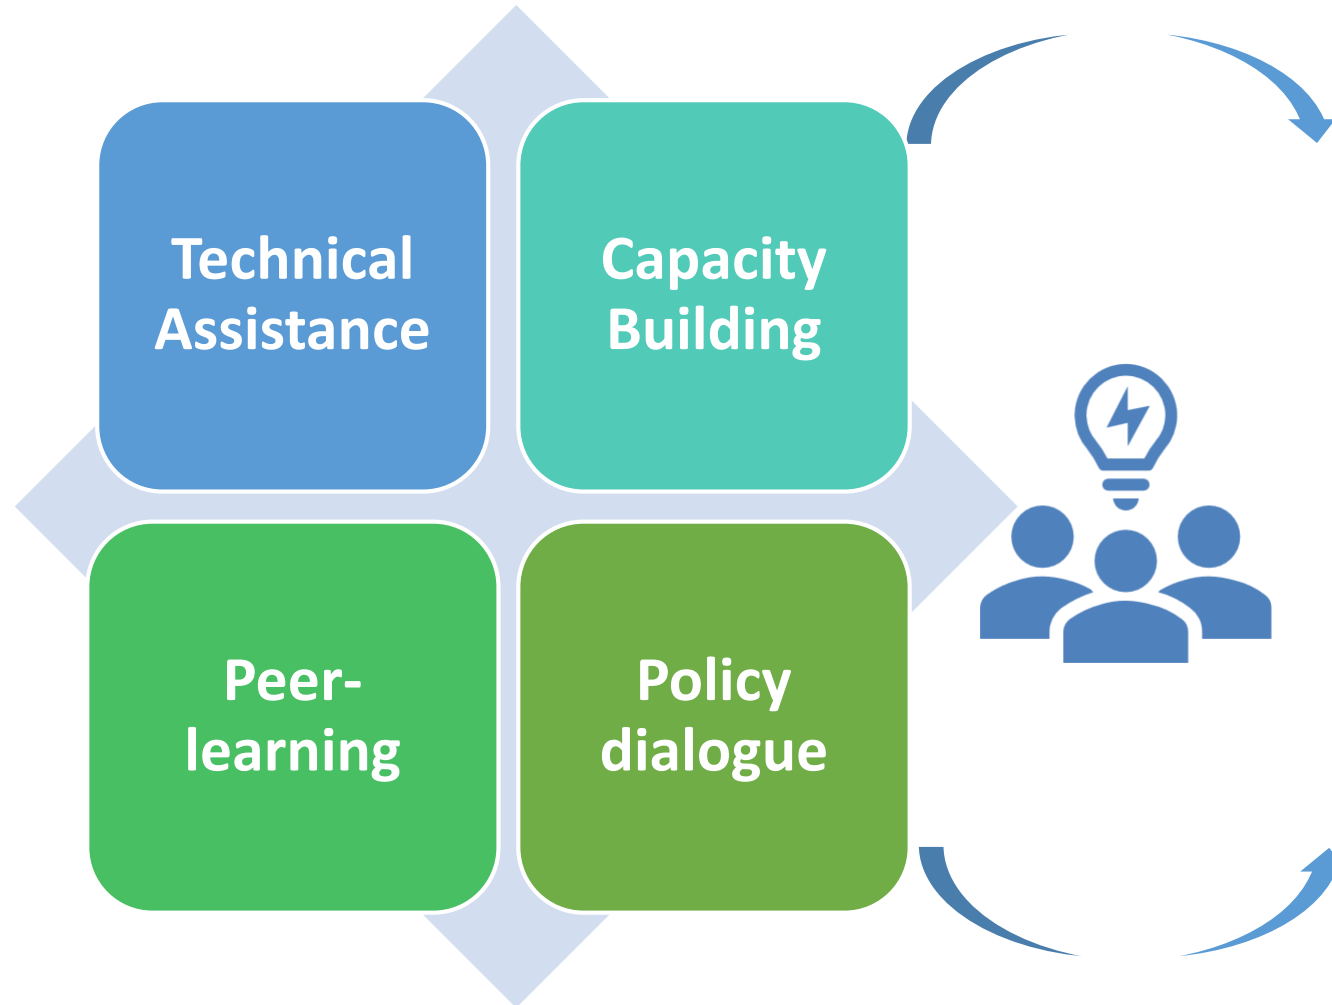 Technical
Assistance
Capacity
Building
Peer-
learning
Policy
dialogue